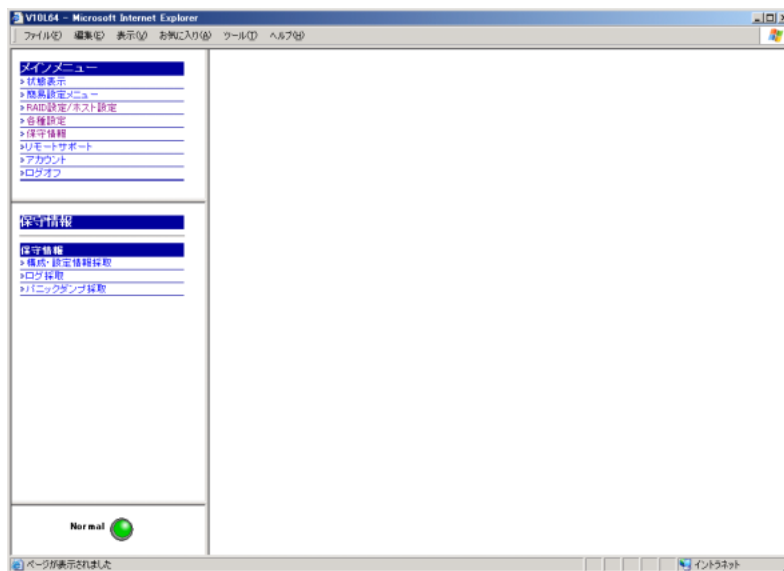 V10L64 - Microsoft Internet Explorer
ファイル(F) 編集(E) 表示(V) お気に入り(A) ツール(T) ヘルプ(H)
メインメニュー
>状態表示
>簡易設定メニュー
>RAID設定/ホスト設定
>各種設定
>保守情報
>リモートサポート
>アカウント
>ログオフ
保守情報
保守情報
>構成・設定情報採取
>ログ採取
>パニックダンプ採取
Normal
ページが表示されました
イントラネット